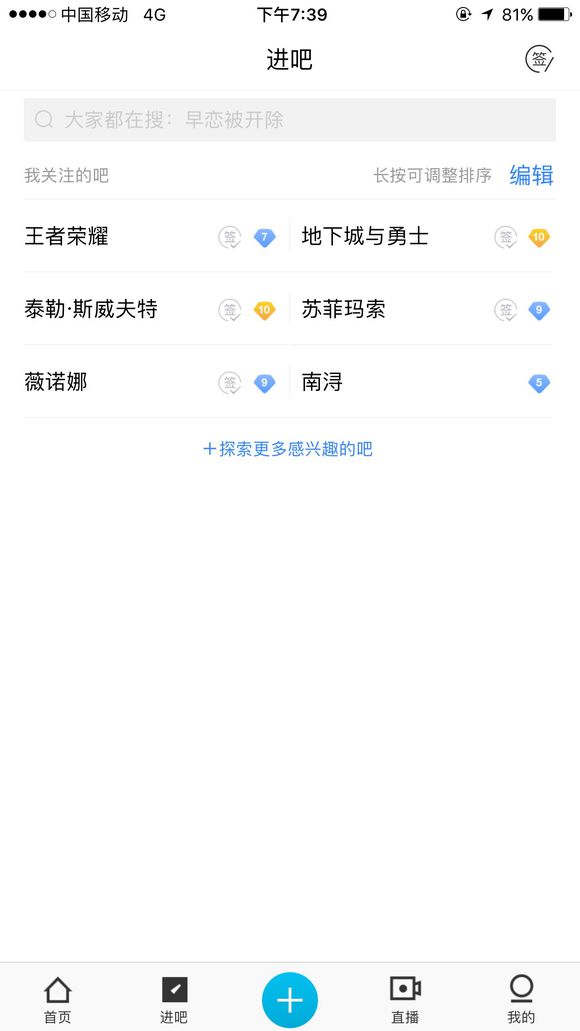 中国移动 4G 下午7:39 81%
进吧 签
大家都在搜：早恋被开除
我关注的吧 长按可调整排序 编辑
王者荣耀 签 7 地下城与勇士 签 10
泰勒·斯威夫特 签 10 苏菲玛索 签 9
薇诺娜 签 9 南浔 5
+探索更多感兴趣的吧
首页 进吧 直播 我的